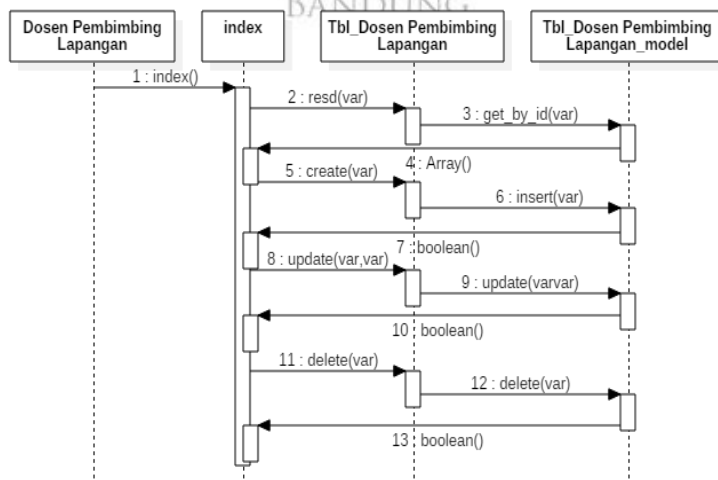 BANDUNG
Dosen Pembimbing
Lapangan
index
Tbl_Dosen Pembimbing
Lapangan
Tbl_Dosen Pembimbing
Lapangan_model
1 : index()
2 : resd(var)
3 : get_by_id(var)
4 : Array()
5 : create(var)
6 : insert(var)
7 : boolean()
8 : update(var,var)
9 : update(varvar)
10 : boolean()
11 : delete(var)
12 : delete(var)
13 : boolean()